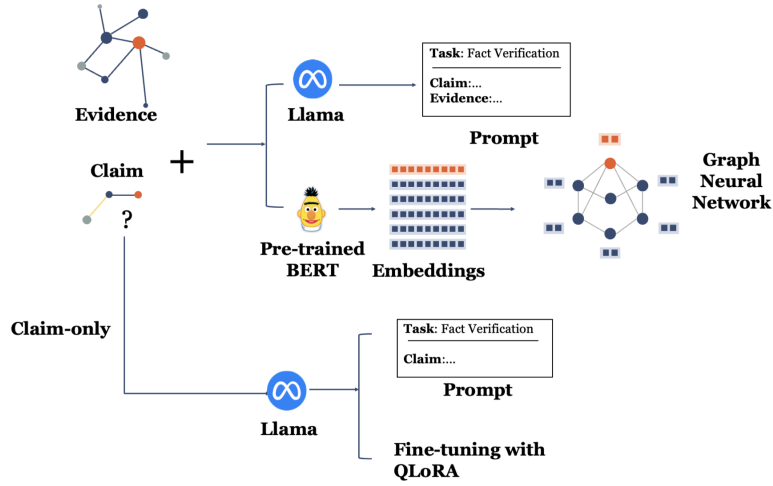 Evidence
Claim
+
?
Llama
Task: Fact Verification
Claim:...
Evidence:...
Prompt
Pre-trained
BERT
Embeddings
Graph
Neural
Network
Claim-only
Llama
Task: Fact Verification
Claim:...
Prompt
Fine-tuning with
QLoRA